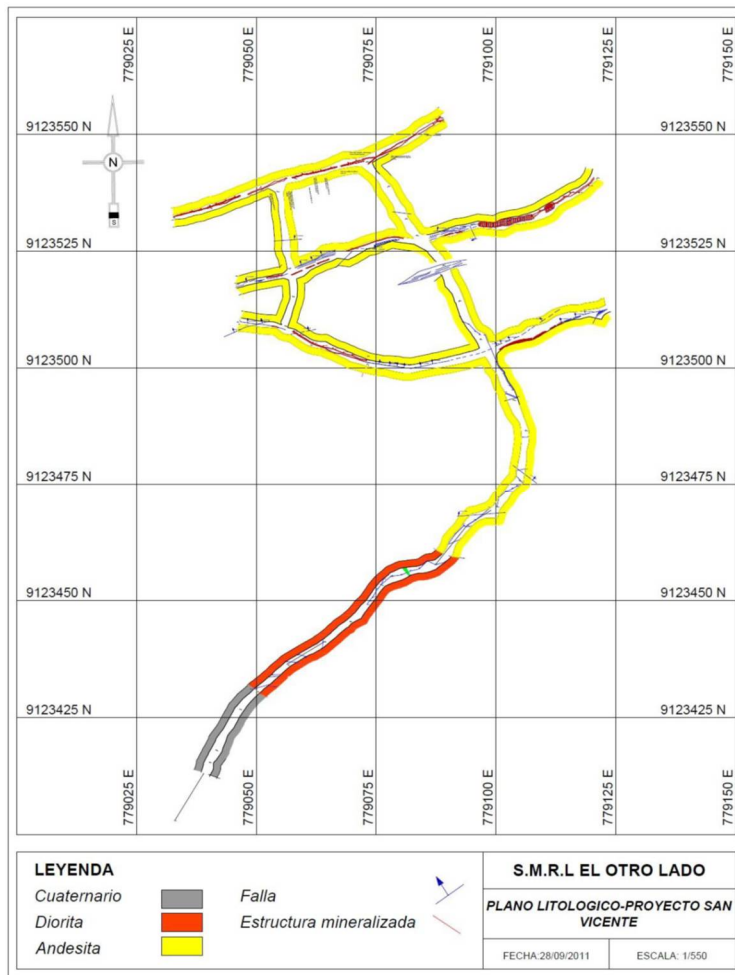 779025 E
779050 E
779075 E
779100 E
779125 E
779150 E
9123550 N
9123550 N
N
S
9123525 N
9123525 N
9123500 N
9123500 N
9123475 N
9123475 N
9123450 N
9123450 N
9123425 N
9123425 N
779025 E
779050 E
779075 E
779100 E
779125 E
779150 E
LEYENDA
Cuaternario
Falla
Diorita
Estructura mineralizada
Andesita
S.M.R.L EL OTRO LADO
PLANO LITOLOGICO-PROYECTO SAN
VICENTE
FECHA:28/09/2011
ESCALA: 1/550